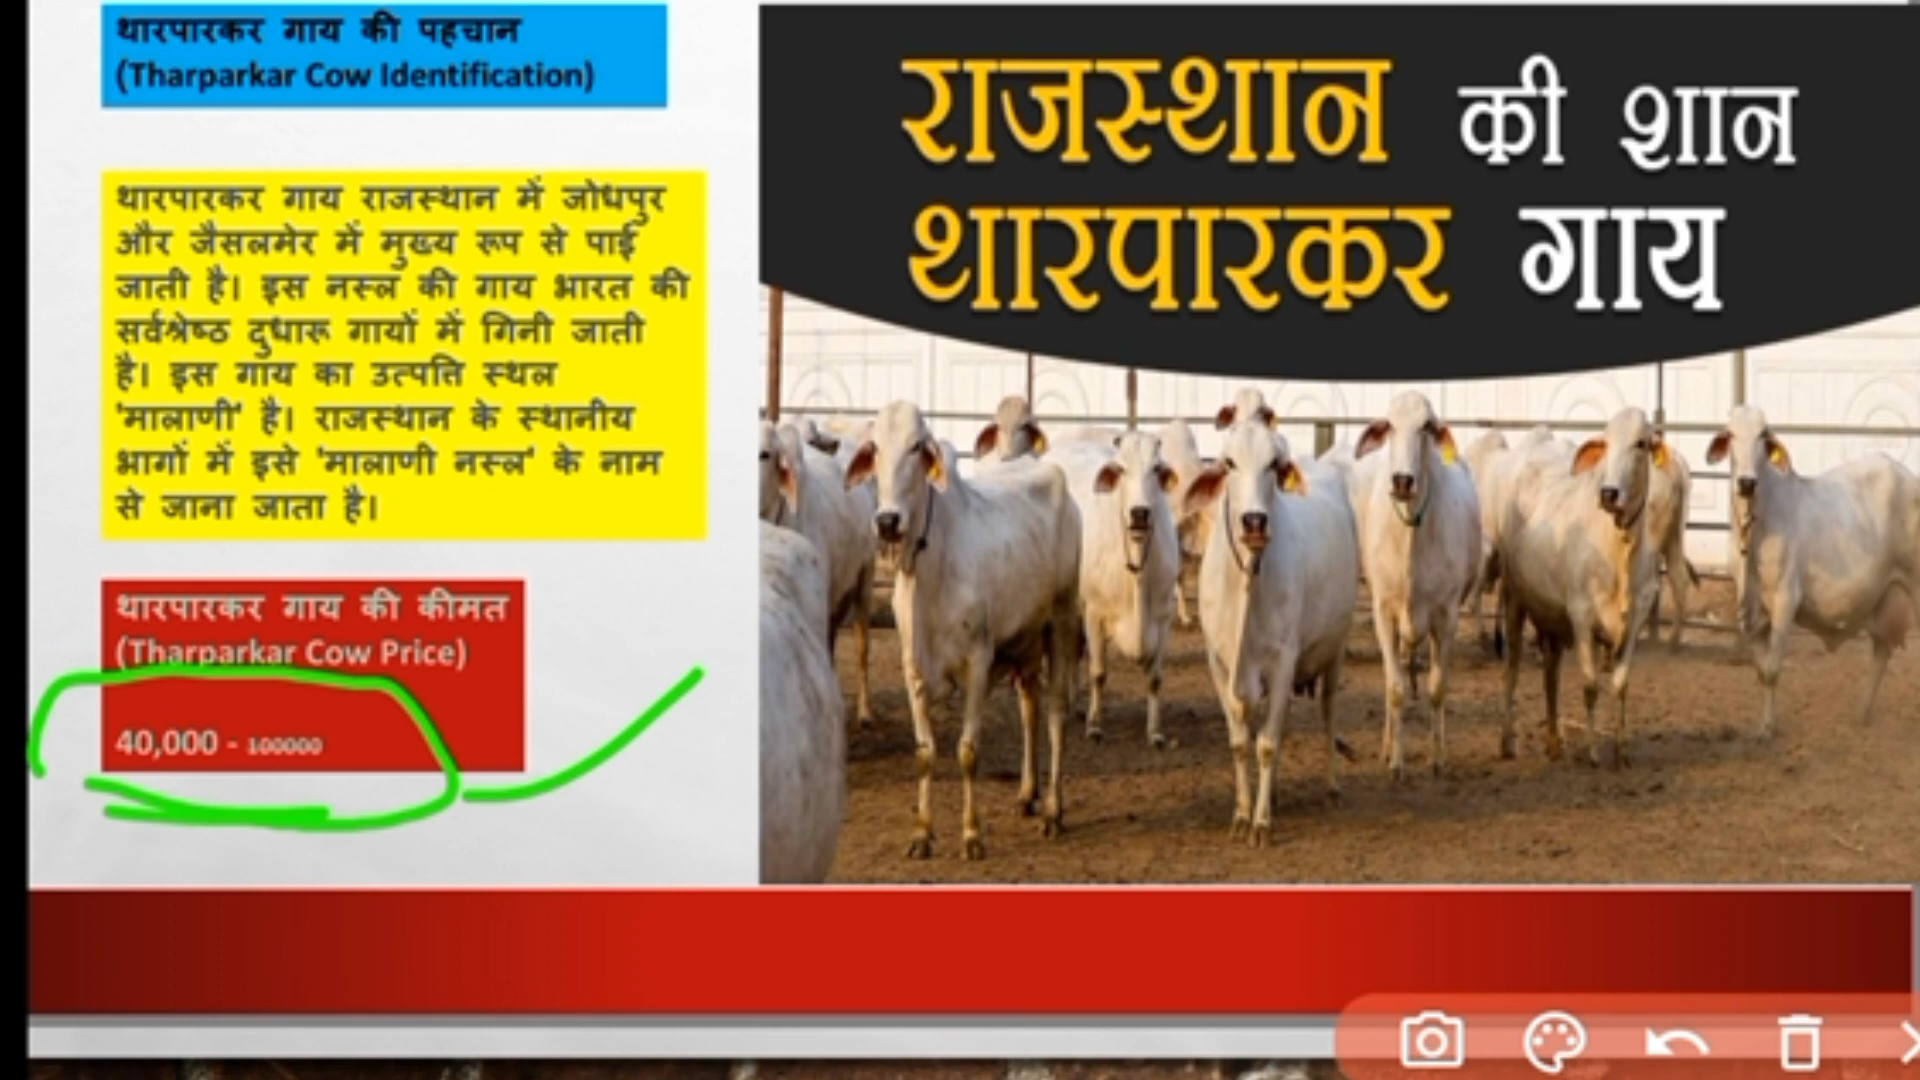 थारपारकर गाय की पहचान
(Tharparkar Cow Identification)
थारपारकर गाय राजस्थान में जोधपुर
और जैसलमेर में मुख्य रूप से पाई
जाती है। इस नस्ल की गाय भारत की
सर्वश्रेष्ठ दुधारू गायों में गिनी जाती
है। इस गाय का उत्पत्ति स्थल
'मालाणी' है। राजस्थान के स्थानीय
भागों में इसे 'मालाणी नस्ल' के नाम
से जाना जाता है।
थारपारकर गाय की कीमत
(Tharparkar Cow Price)
40,000 - 100000
राजस्थान की शान
थारपारकर गाय